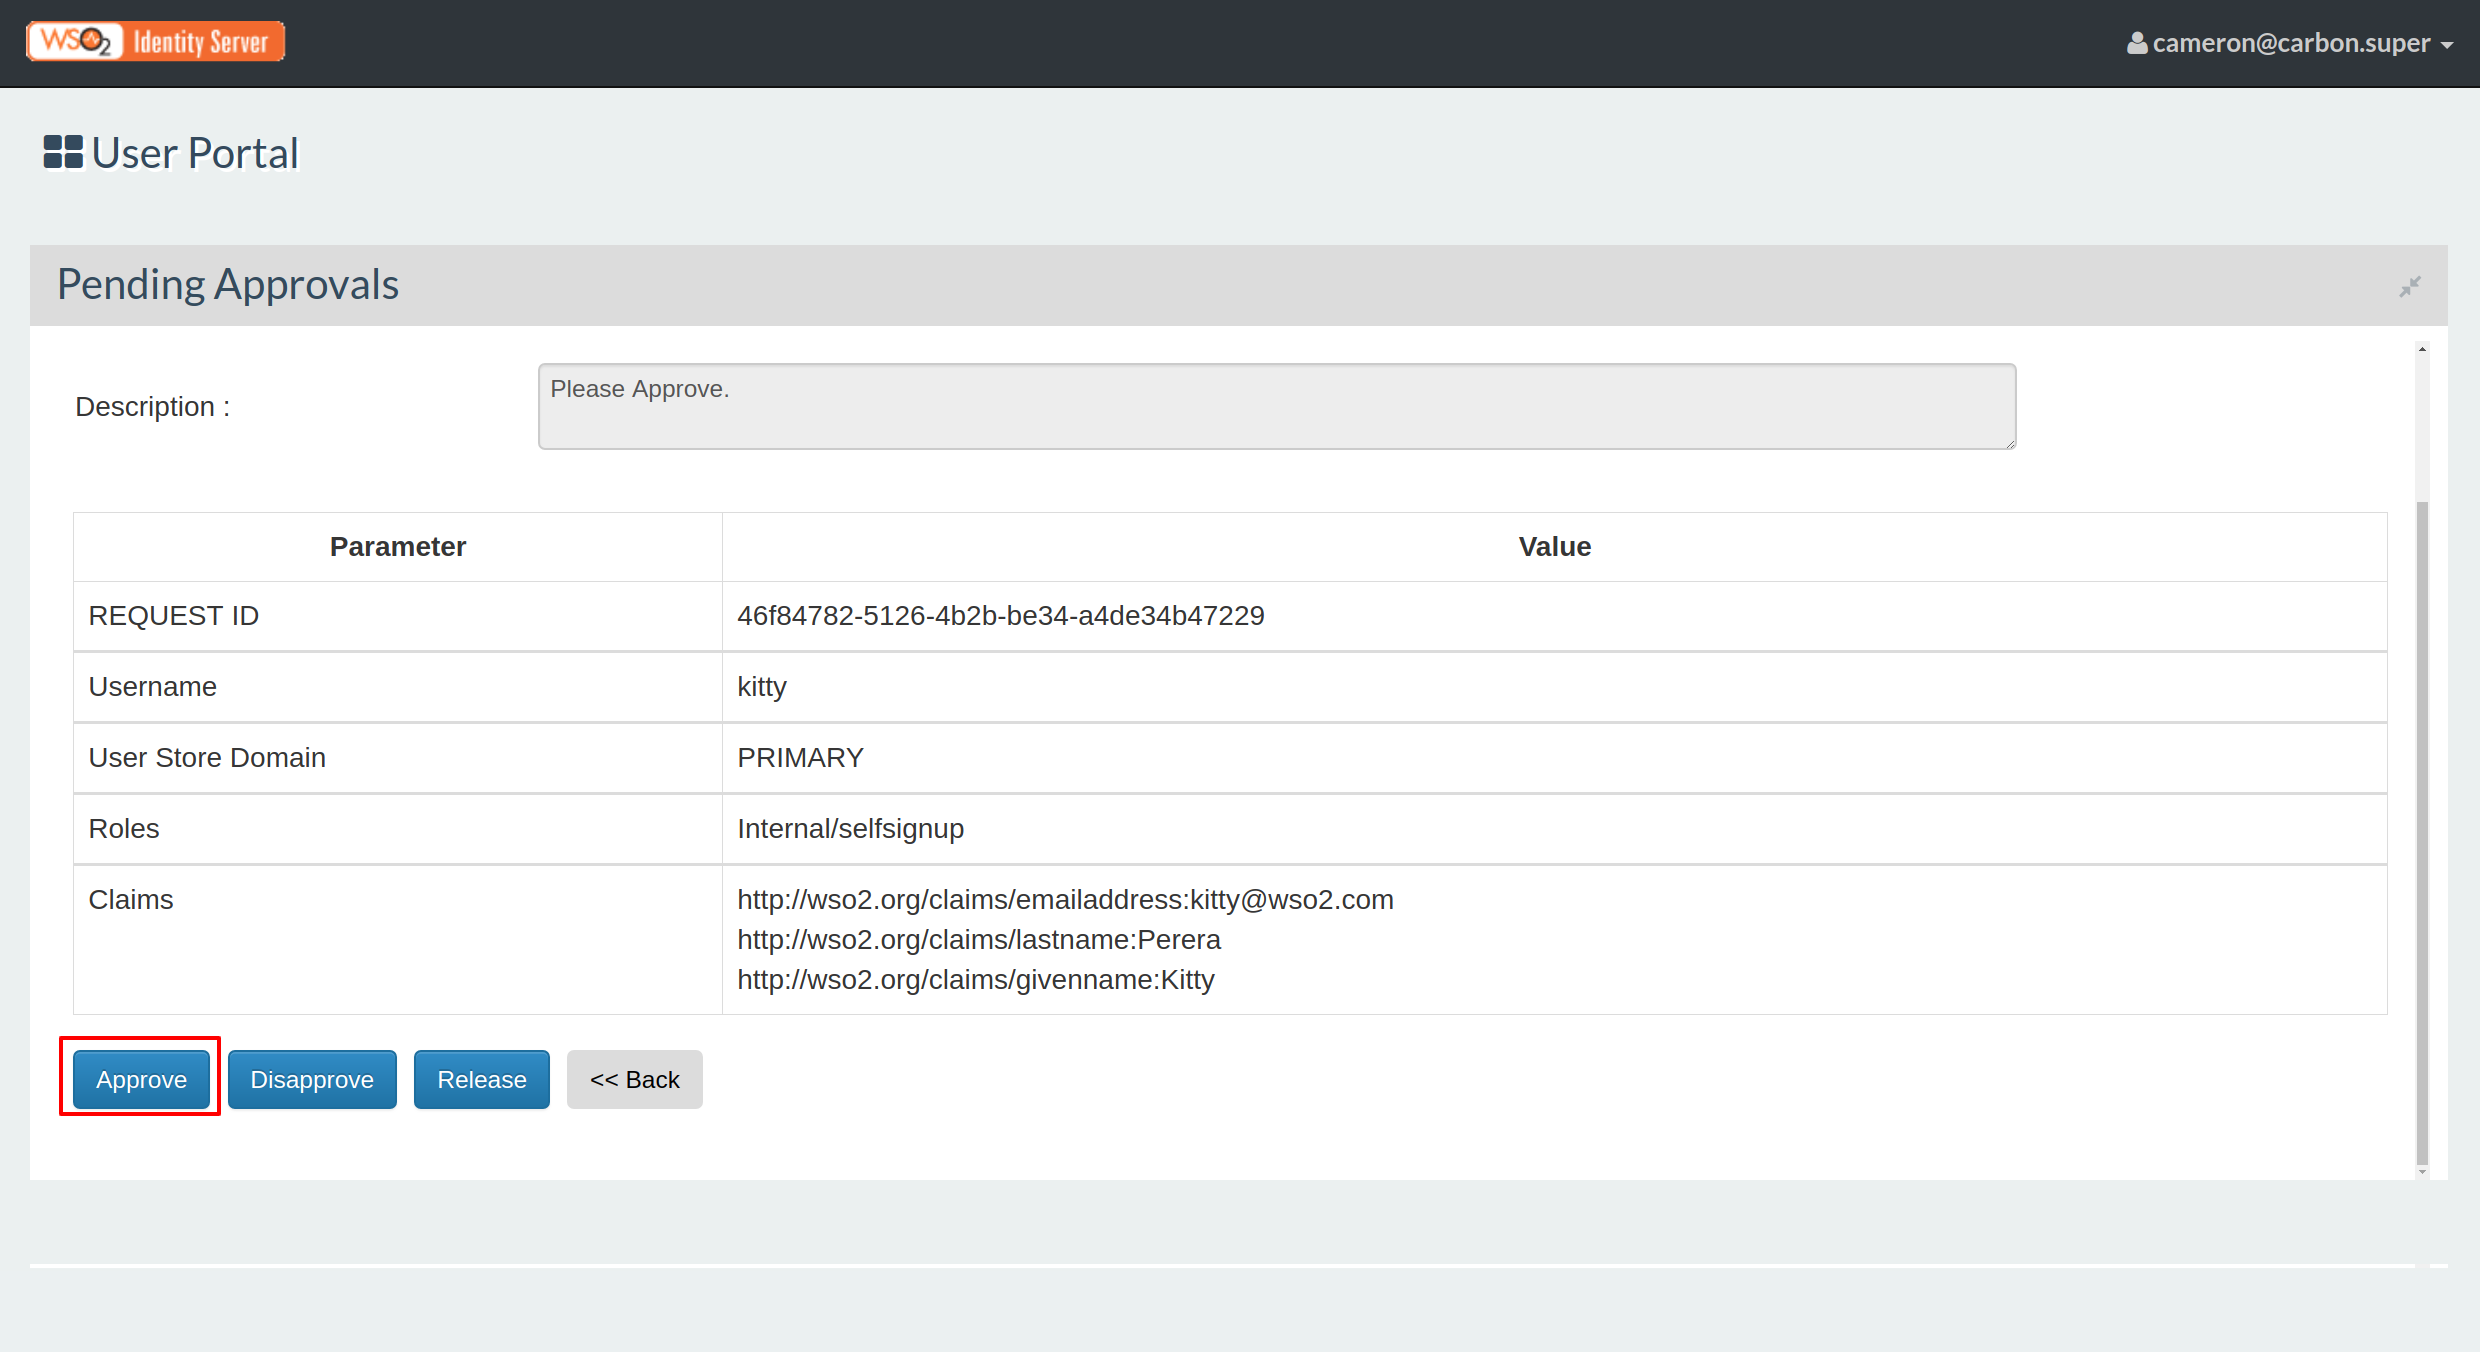 WSO2 Identity Server
cameron@carbon.super
User Portal
Pending Approvals
Description :
Please Approve.
Parameter Value
REQUEST ID 46f84782-5126-4b2b-be34-a4de34b47229
Username kitty
User Store Domain PRIMARY
Roles Internal/selfsignup
Claims http://wso2.org/claims/emailaddress:kitty@wso2.com
http://wso2.org/claims/lastname:Perera
http://wso2.org/claims/givenname:Kitty
Approve Disapprove Release << Back